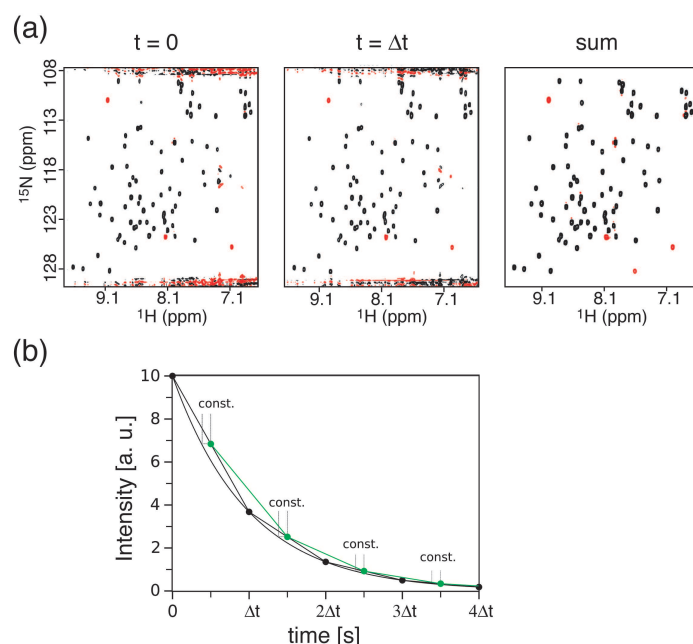 (a)
t = 0
t = Δt
sum
108
113
118
123
128
¹⁵N (ppm)
9.1 8.1 7.1
9.1 8.1 7.1
9.1 8.1 7.1
¹H (ppm)
¹H (ppm)
¹H (ppm)
(b)
10
8
6
4
2
0
Intensity [a. u.]
const.
const.
const.
const.
0 Δt 2Δt 3Δt 4Δt
time [s]